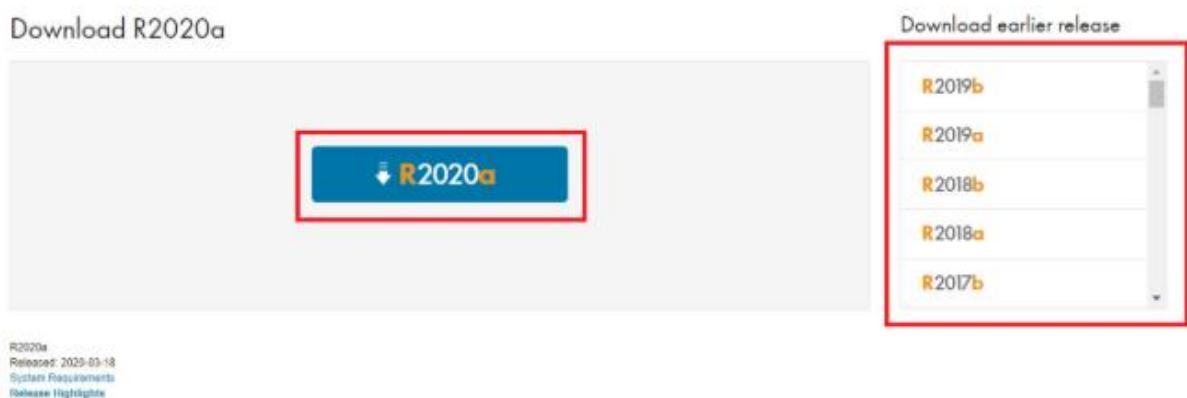 Download R2020a
R2020a
Download earlier release
R2019b
R2019a
R2018b
R2018a
R2017b
R2020a
Released: 2020-03-18
System Requirements
Release Highlights